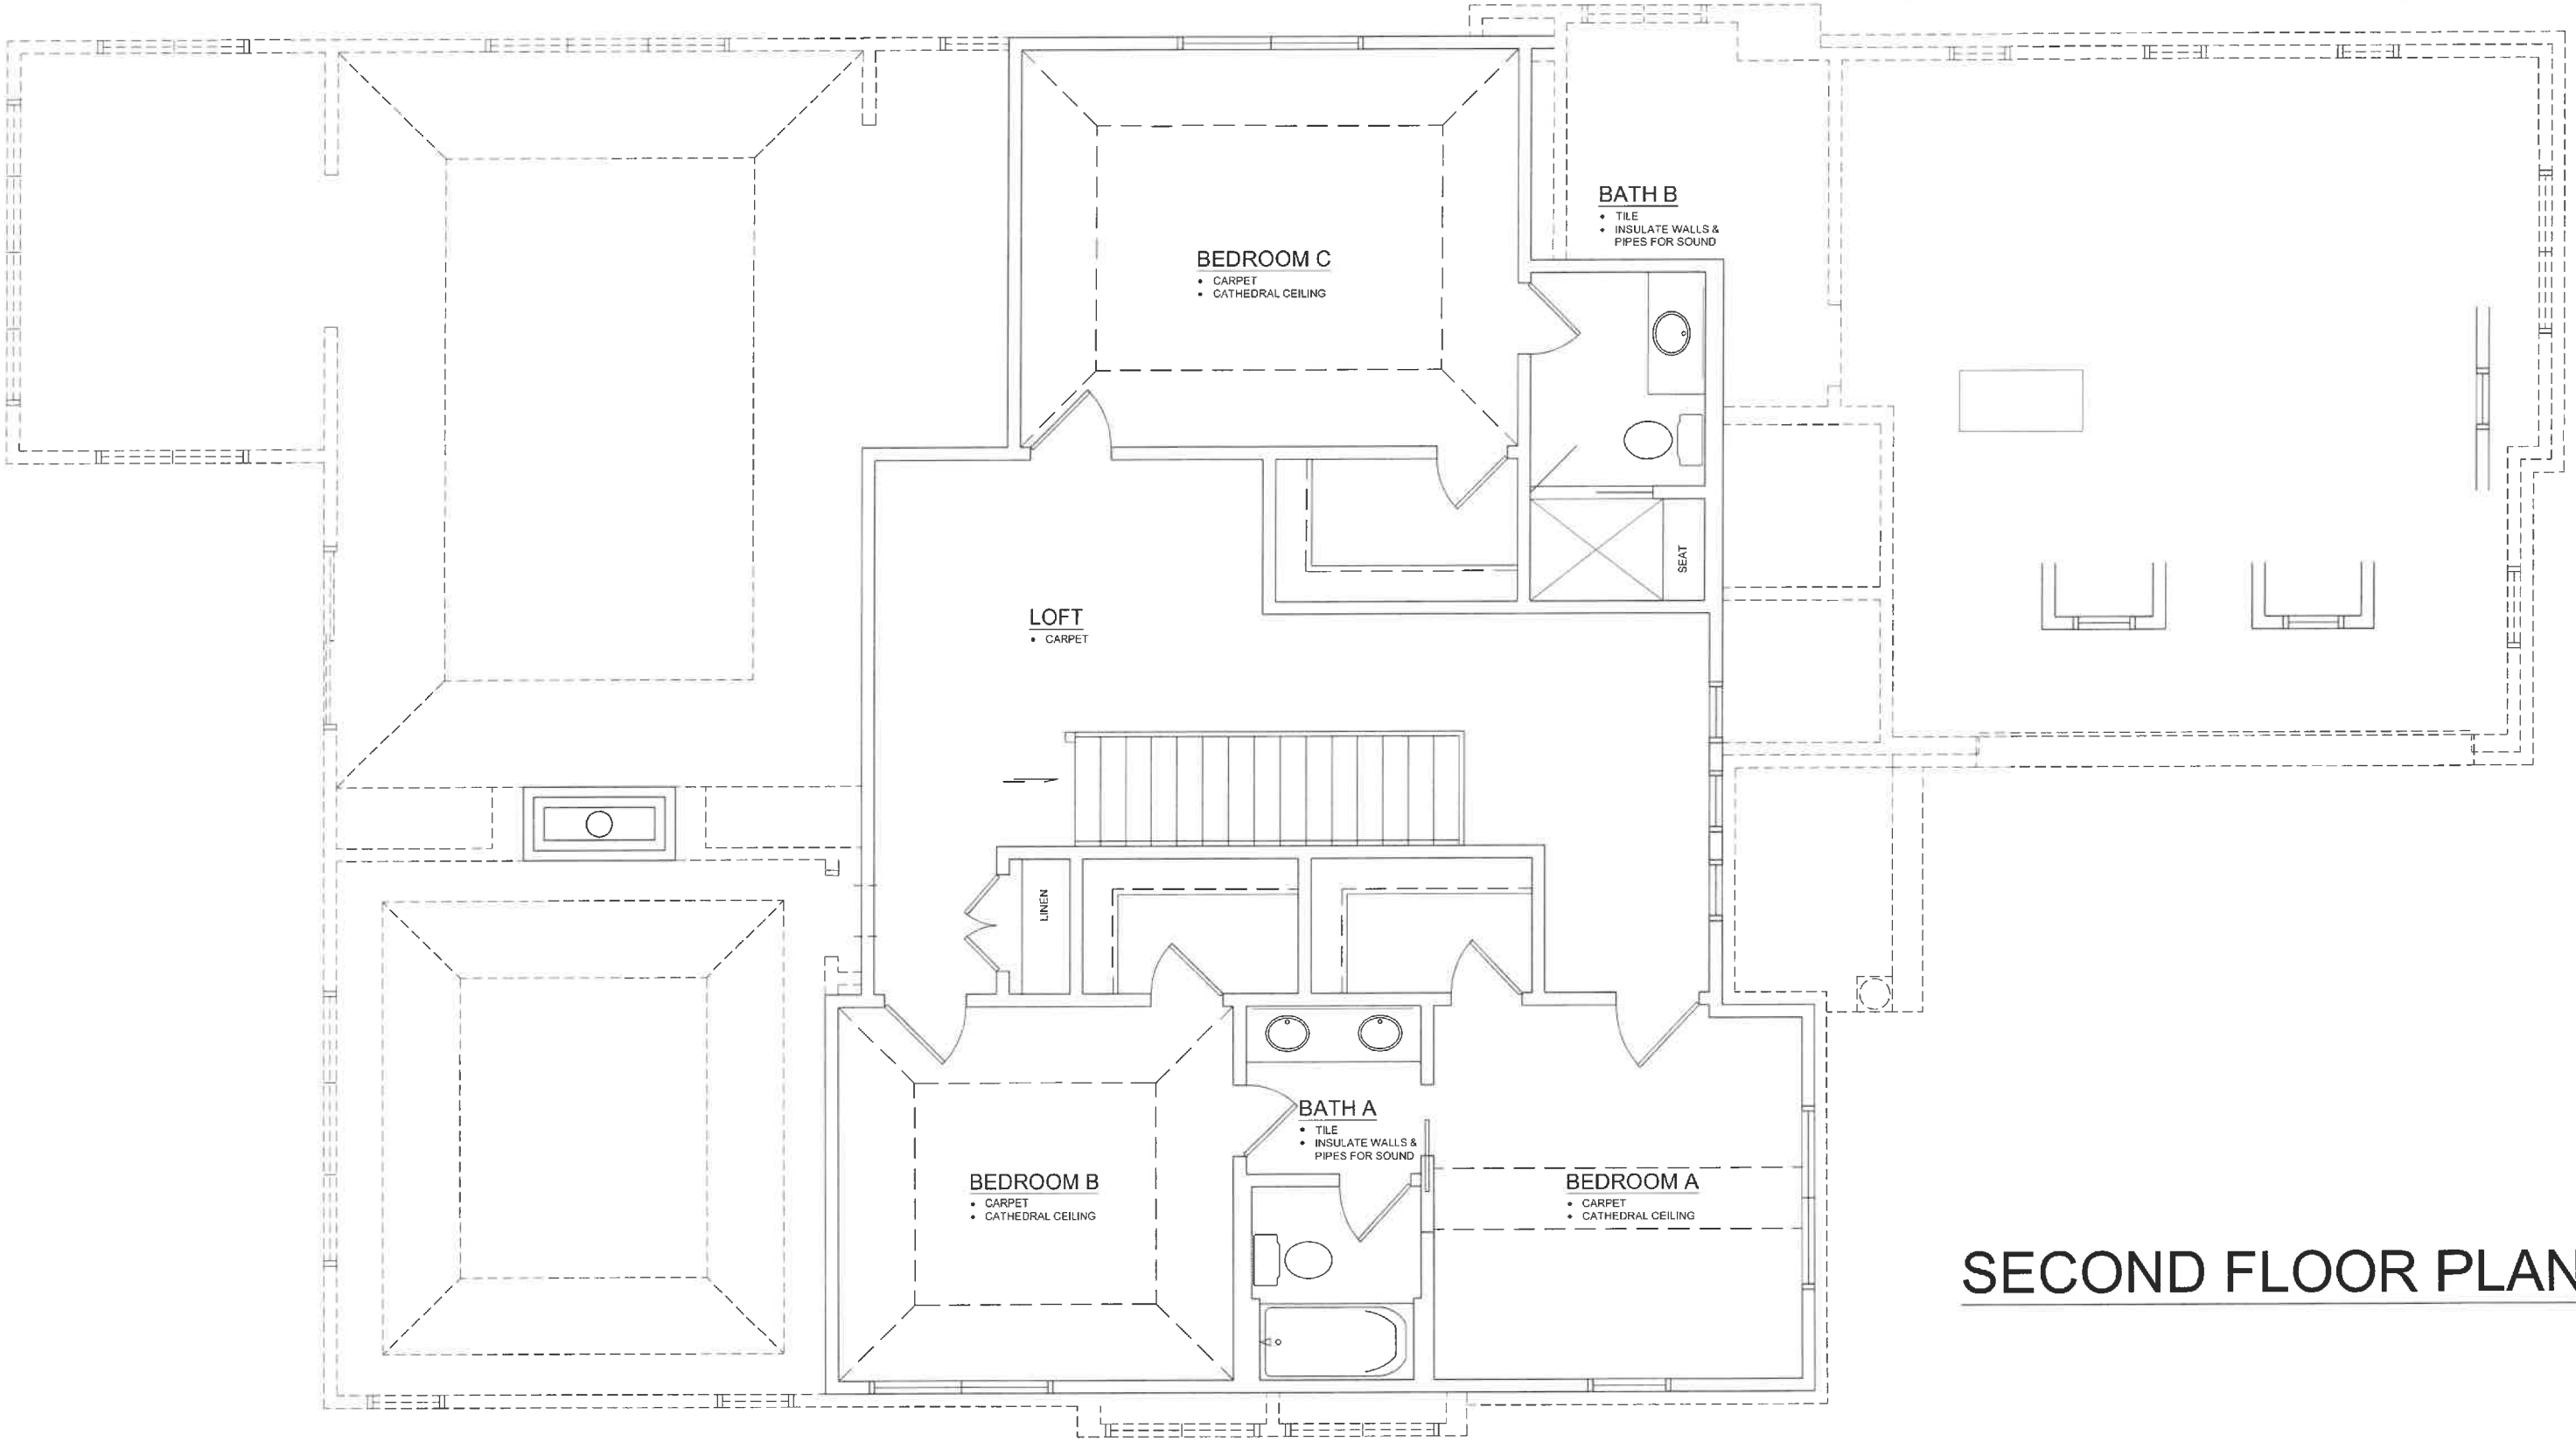 BATH B
• TILE
• INSULATE WALLS &
PIPES FOR SOUND
BEDROOM C
• CARPET
• CATHEDRAL CEILING
SEAT
LOFT
• CARPET
LINEN
BATH A
• TILE
• INSULATE WALLS &
PIPES FOR SOUND
BEDROOM B
• CARPET
• CATHEDRAL CEILING
BEDROOM A
• CARPET
• CATHEDRAL CEILING
SECOND FLOOR PLAN